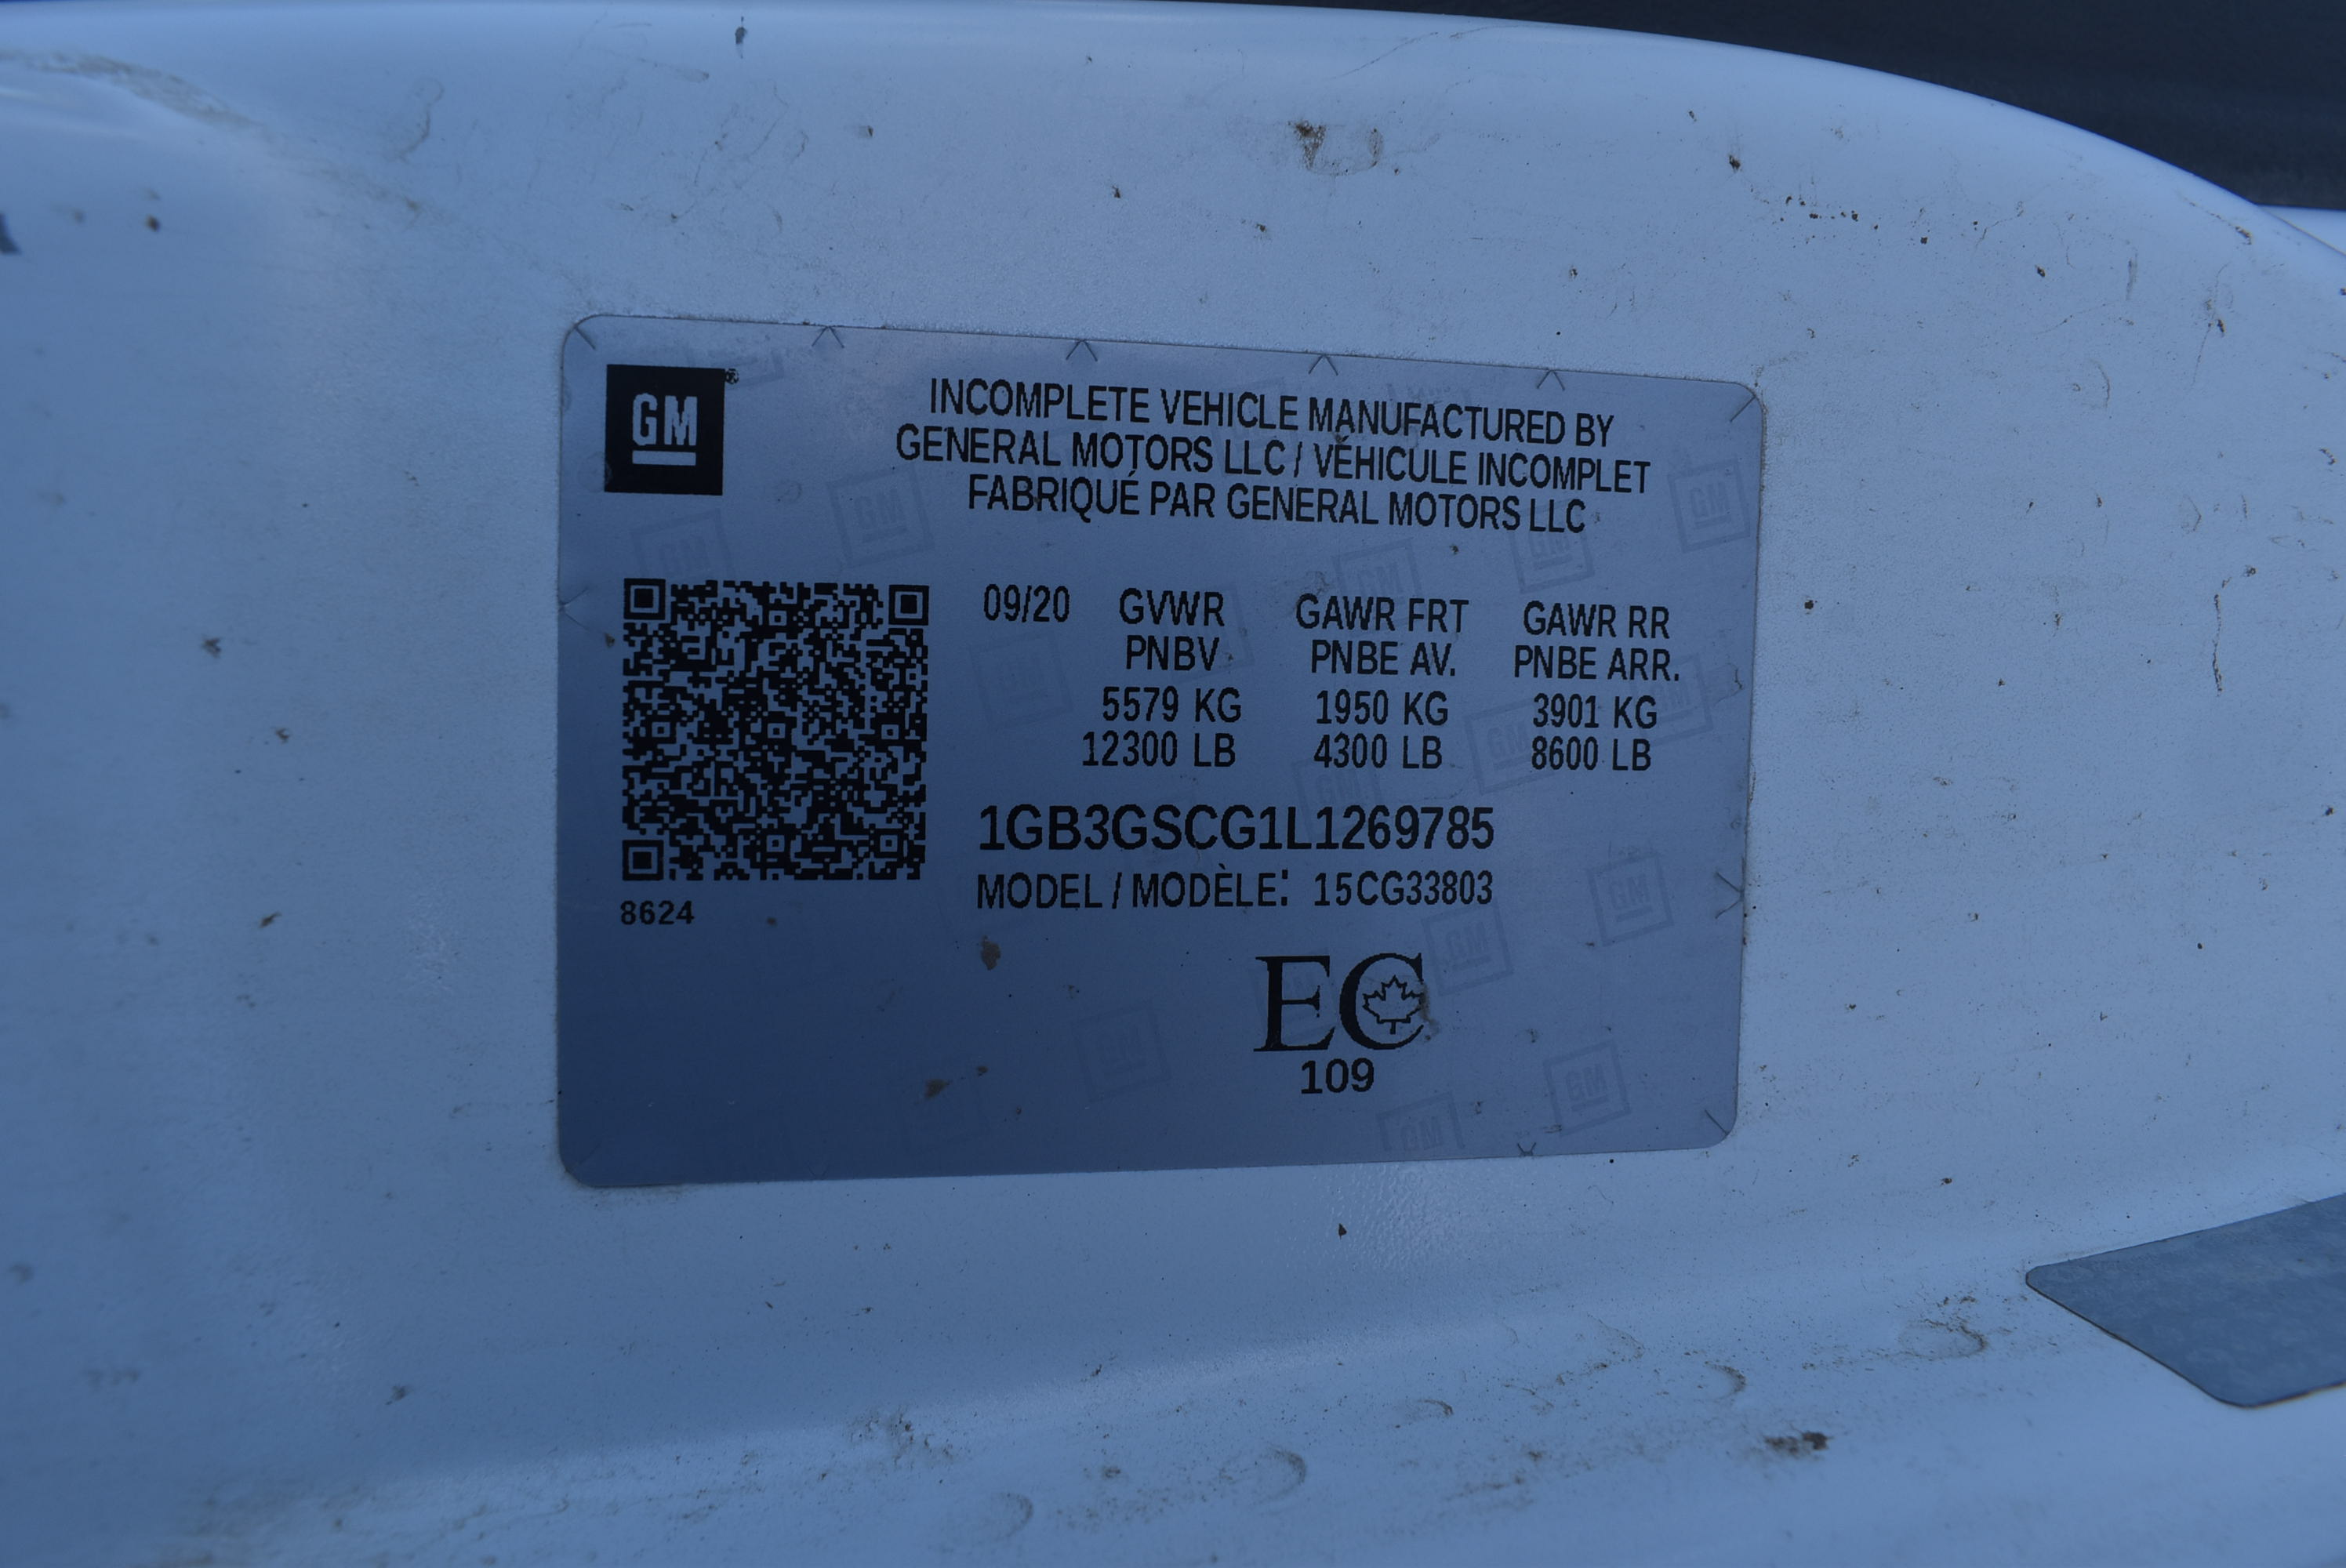 GM
INCOMPLETE VEHICLE MANUFACTURED BY
GENERAL MOTORS LLC / VÉHICULE INCOMPLET
FABRIQUÉ PAR GENERAL MOTORS LLC
09/20 GVWR GAWR FRT GAWR RR
PNBV PNBE AV. PNBE ARR.
5579 KG 1950 KG 3901 KG
12300 LB 4300 LB 8600 LB
1GB3GSCG1L1269785
MODEL / MODÈLE: 15CG33803
8624
EC
109